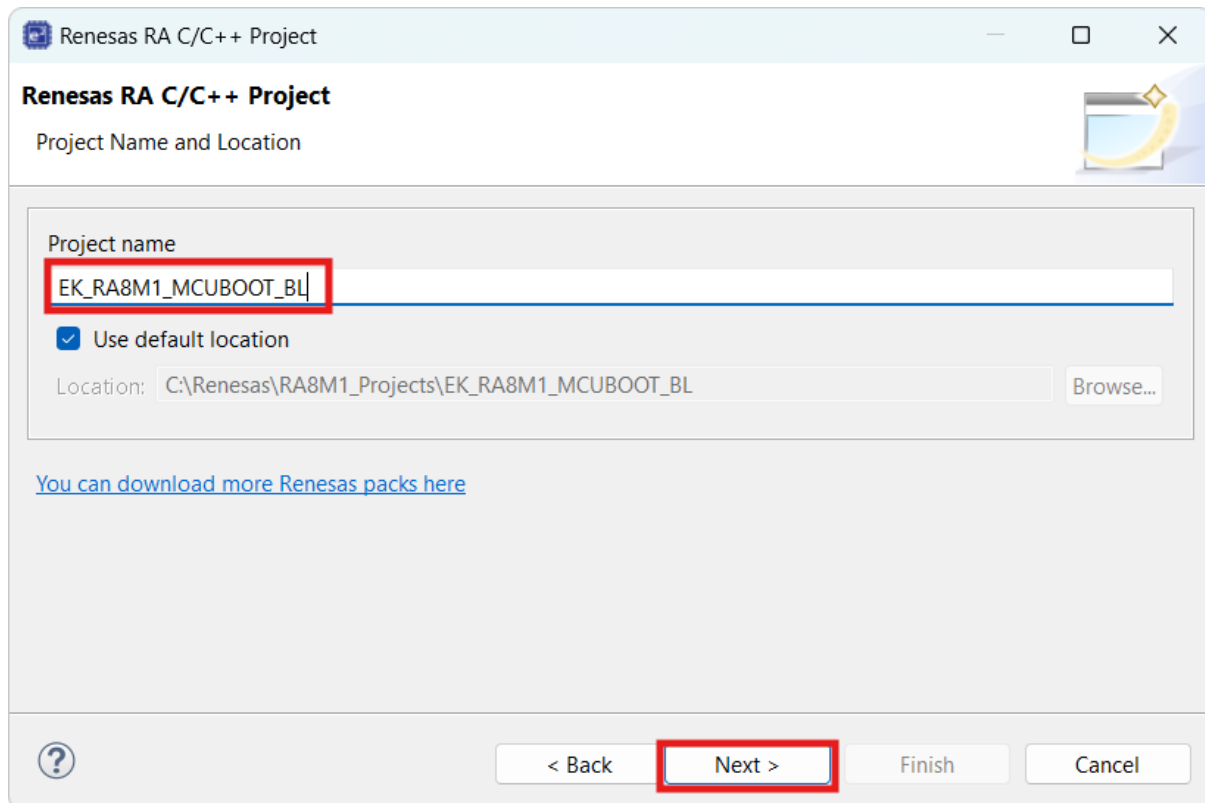 Renesas RA C/C++ Project
Renesas RA C/C++ Project
Project Name and Location
Project name
EK_RA8M1_MCUBOOT_BL
Use default location
Location: C:\Renesas\RA8M1_Projects\EK_RA8M1_MCUBOOT_BL Browse...
You can download more Renesas packs here
? < Back Next > Finish Cancel